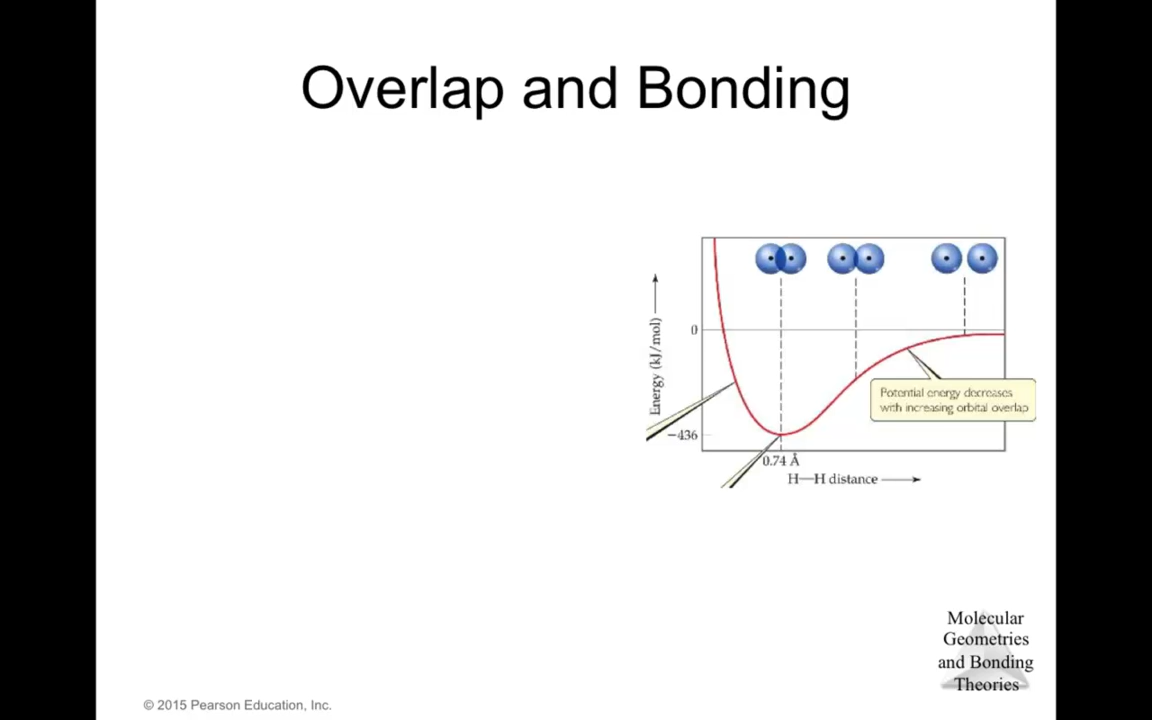 Overlap and Bonding
Energy (kJ/mol)
0
−436
Potential energy decreases
with increasing orbital overlap
0.74 Å
H—H distance
Molecular
Geometries
and Bonding
Theories
© 2015 Pearson Education, Inc.